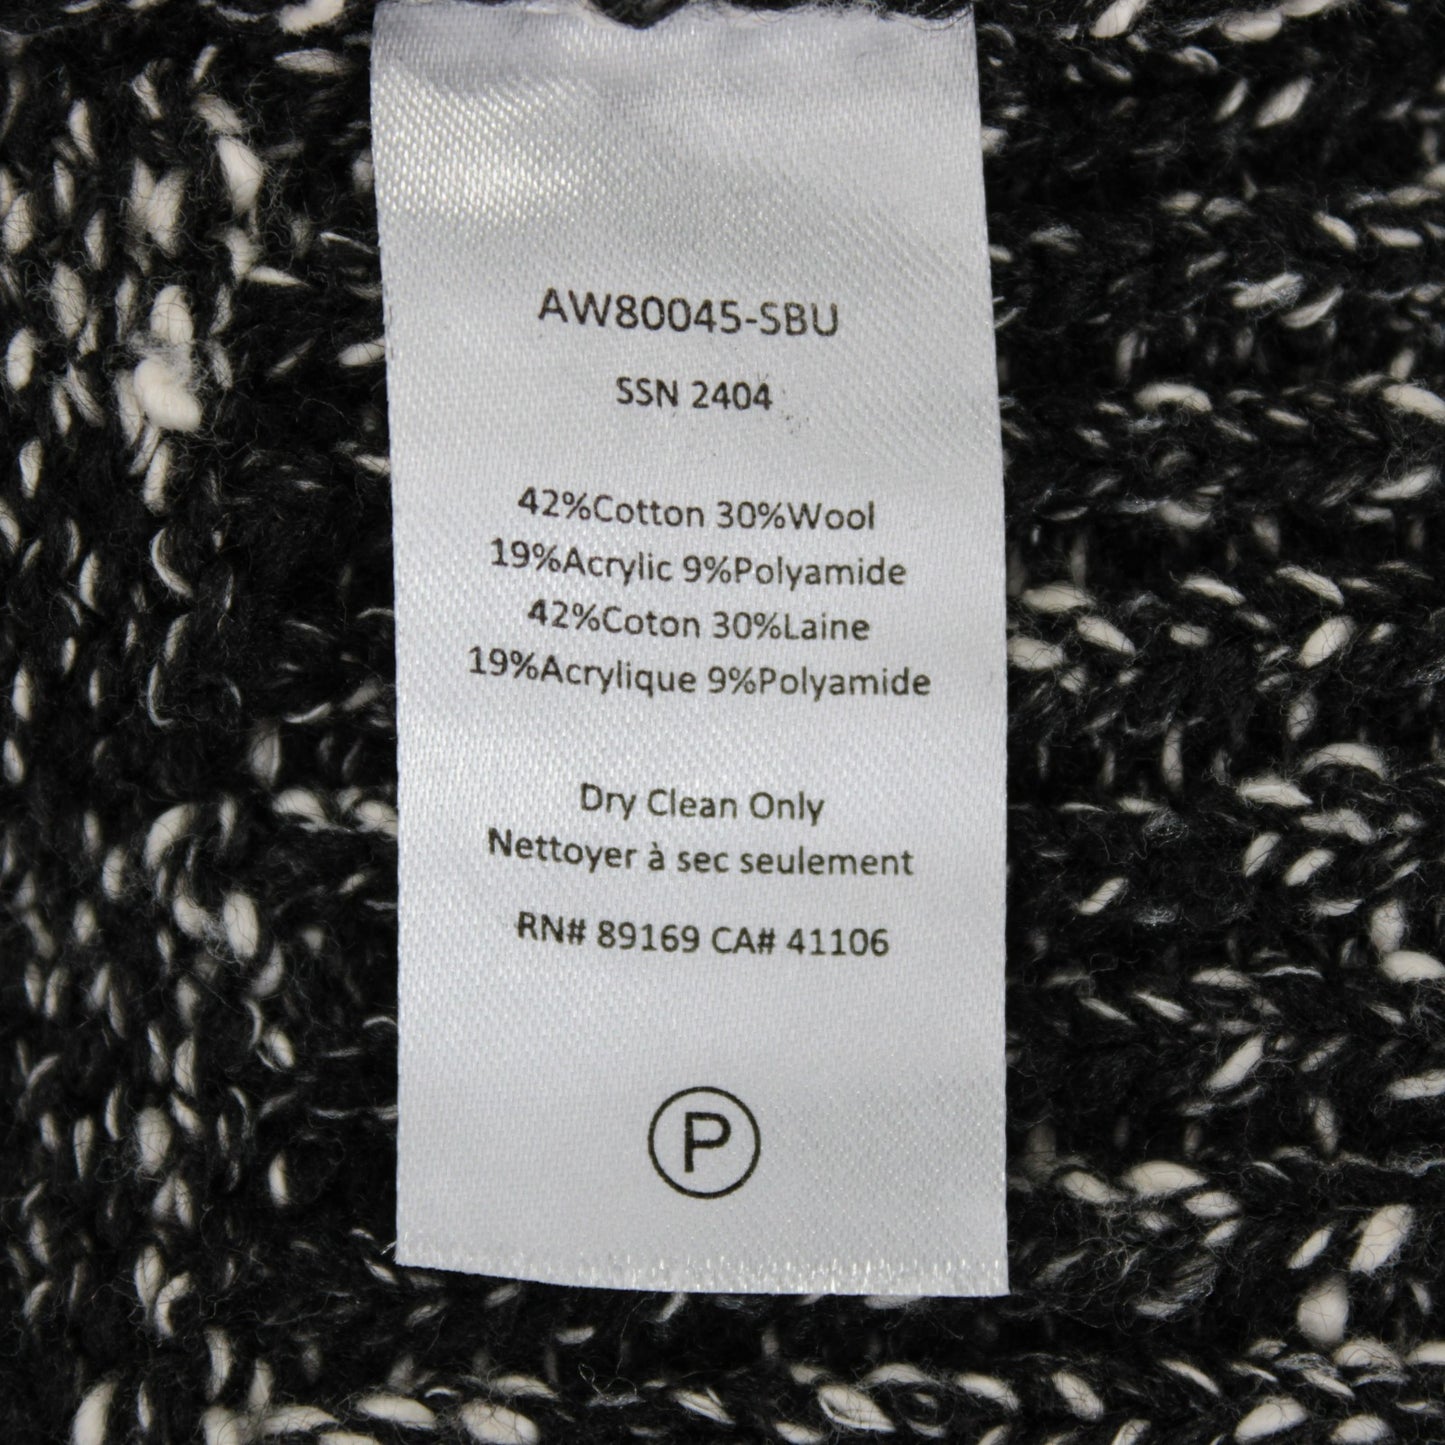 AW80045-SBU
SSN 2404
42%Cotton 30%Wool
19%Acrylic 9%Polyamide
42%Coton 30%Laine
19%Acrylique 9%Polyamide
Dry Clean Only
Nettoyer à sec seulement
RN# 89169 CA# 41106
P